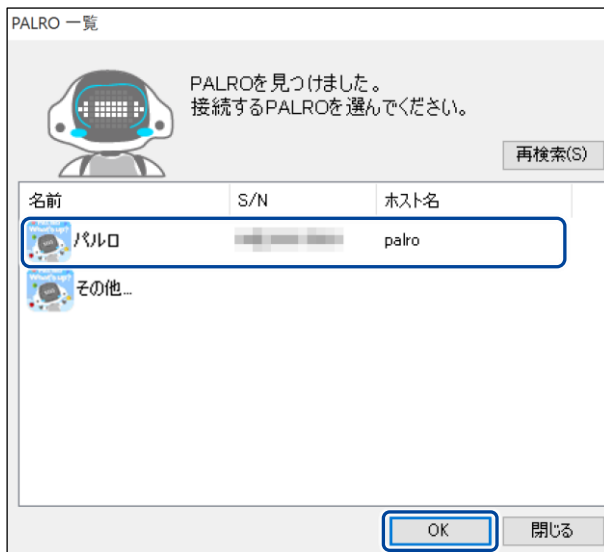 PALRO 一覧
PALROを見つけました。
接続するPALROを選んでください。
再検索(S)
名前 S/N ホスト名
パルロ palro
その他...
OK 閉じる